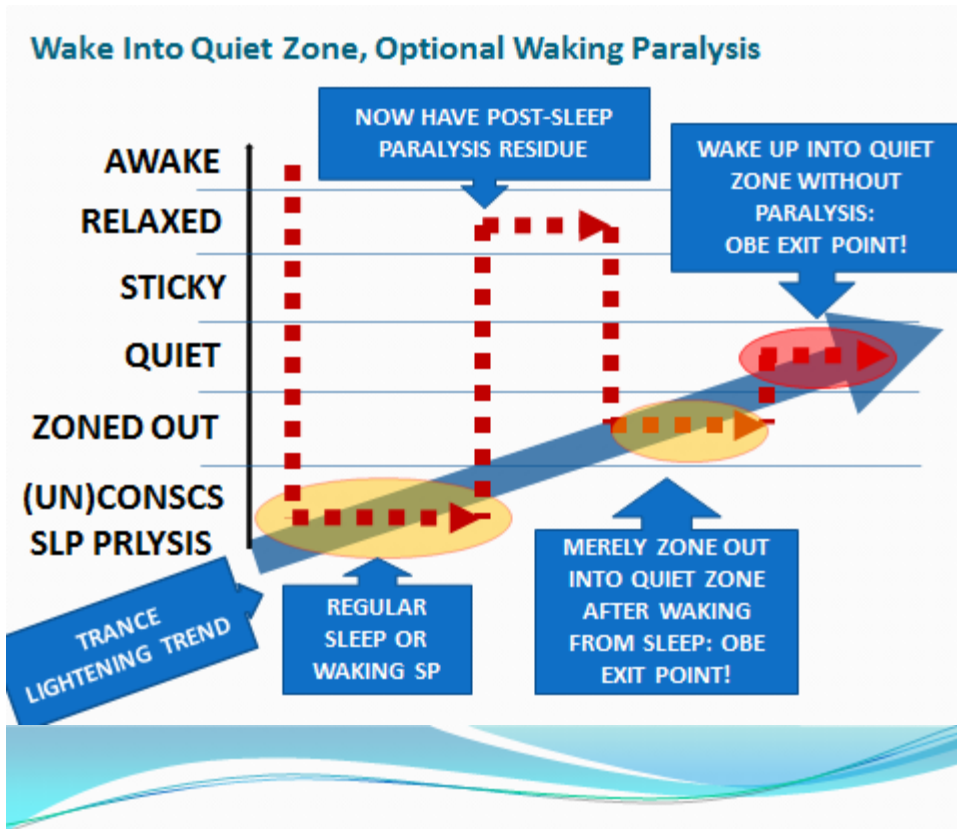 Wake Into Quiet Zone, Optional Waking Paralysis
NOW HAVE POST-SLEEP
PARALYSIS RESIDUE
WAKE UP INTO QUIET
ZONE WITHOUT
PARALYSIS:
OBE EXIT POINT!
AWAKE
RELAXED
STICKY
QUIET
ZONED OUT
(UN)CONSCS
SLP PRLYSIS
TRANCE
LIGHTENING TREND
REGULAR
SLEEP OR
WAKING SP
MERELY ZONE OUT
INTO QUIET ZONE
AFTER WAKING
FROM SLEEP: OBE
EXIT POINT!